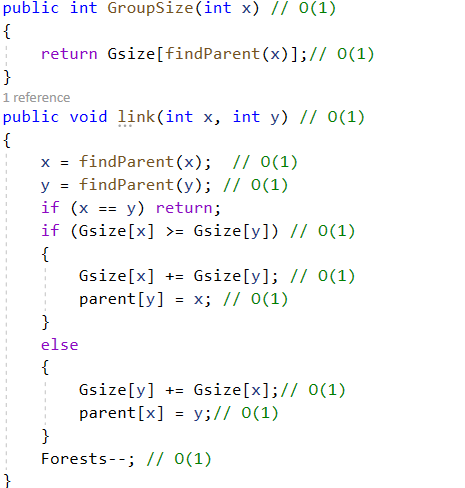 public int GroupSize(int x) // O(1)
{
return Gsize[findParent(x)];// O(1)
}
1 reference
public void link(int x, int y) // O(1)
{
x = findParent(x);  // O(1)
y = findParent(y); // O(1)
if (x == y) return;
if (Gsize[x] >= Gsize[y]) // O(1)
{
Gsize[x] += Gsize[y]; // O(1)
parent[y] = x; // O(1)
}
else
{
Gsize[y] += Gsize[x];// O(1)
parent[x] = y;// O(1)
}
Forests--; // O(1)
}